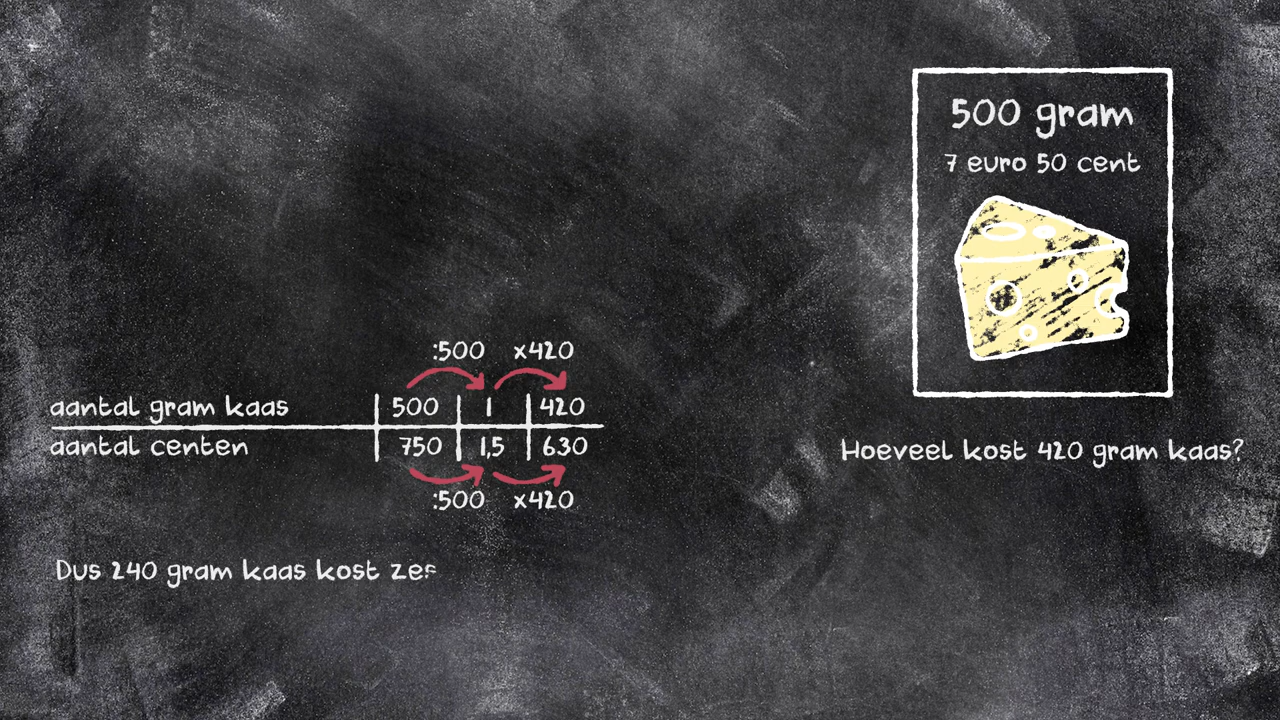 500 gram
7 euro 50 cent
:500 x420
aantal gram kaas 500 1 420
aantal centen 750 1,5 630
:500 x420
Hoeveel kost 420 gram kaas?
Dus 240 gram kaas kost